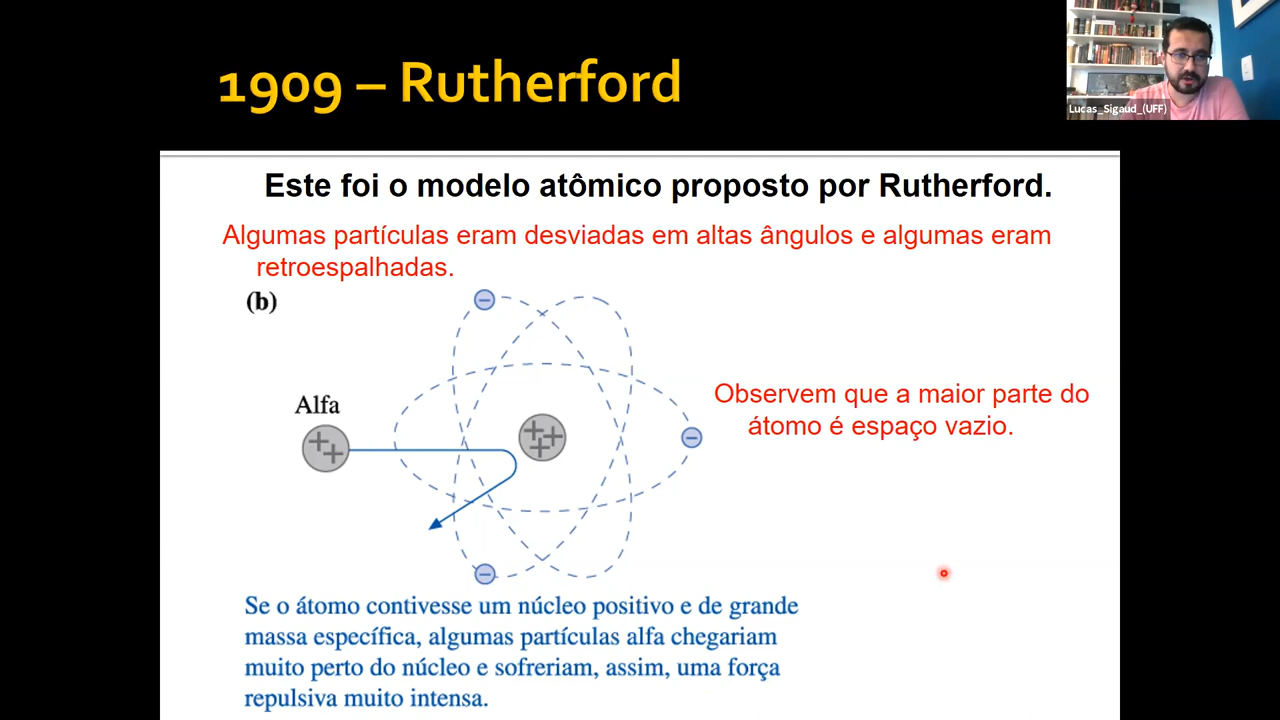 1909 – Rutherford
Lucas_Sigaud_(UFF)
Este foi o modelo atômico proposto por Rutherford.
Algumas partículas eram desviadas em altas ângulos e algumas eram
retroespalhadas.
(b)
Alfa
Observem que a maior parte do
átomo é espaço vazio.
Se o átomo contivesse um núcleo positivo e de grande
massa específica, algumas partículas alfa chegariam
muito perto do núcleo e sofreriam, assim, uma força
repulsiva muito intensa.